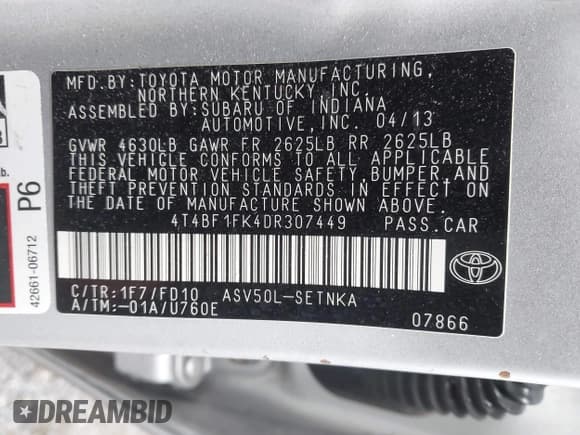 MFD.BY:TOYOTA MOTOR MANUFACTURING,
NORTHERN KENTUCKY, INC.
ASSEMBLED BY:SUBARU OF INDIANA
AUTOMOTIVE,INC. 04/13
GVWR 4630LB GAWR FR 2625LB RR 2625LB
THIS VEHICLE CONFORMS TO ALL APPLICABLE
FEDERAL MOTOR VEHICLE SAFETY,BUMPER,AND
THEFT PREVENTION STANDARDS IN EFFECT
ON THE DATE OF MANUFACTURE SHOWN ABOVE.
4T4BF1FK4DR307449 PASS.CAR
C/TR:1F7/FD10 ASV50L-SETNKA
A/TM:-01A/U760E
07866
P6
42661-06712
b.
DREAMBID